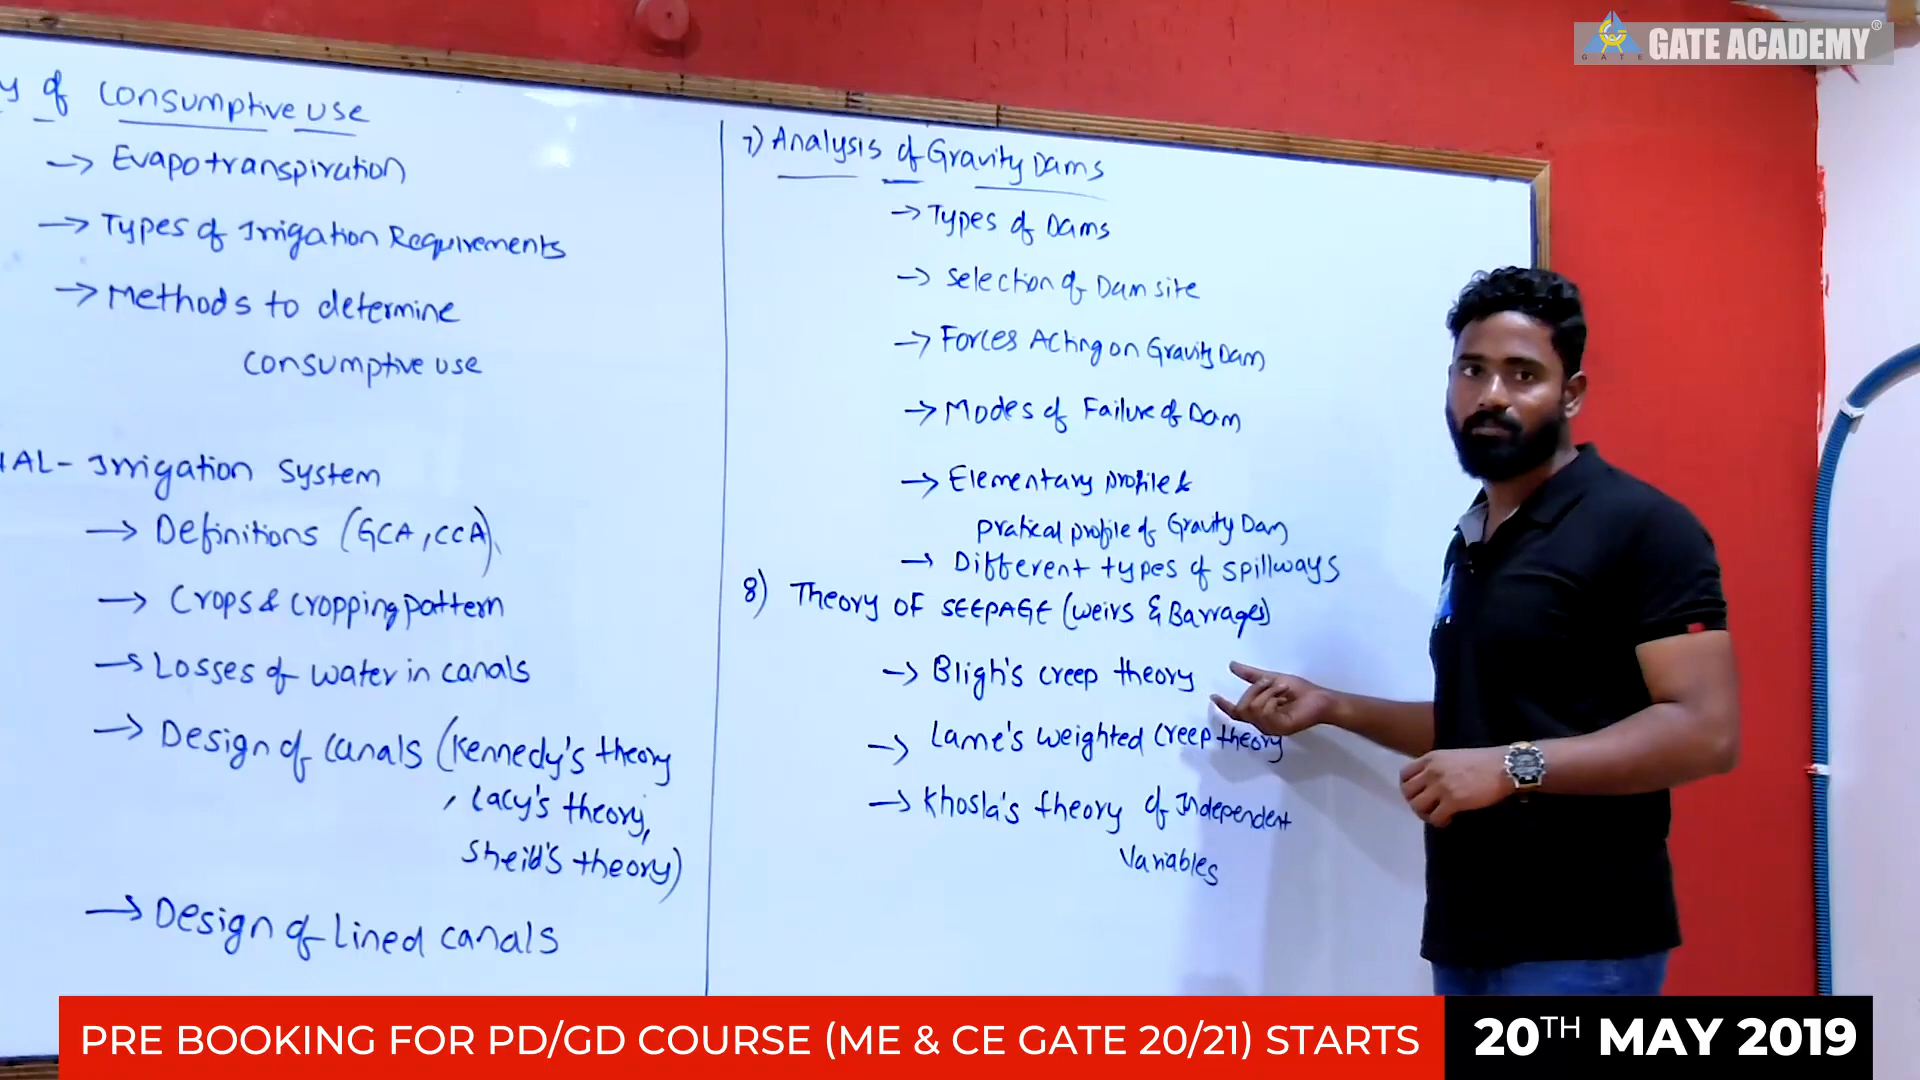 GATE ACADEMY®
GATE
y of consumptive use
→ Evapotranspiration
→ Types of Irrigation Requirements
→ Methods to determine
consumptive use
AL - Irrigation system
→ Definitions (GCA, CCA)
→ Crops & cropping pattern
→ Losses of water in canals
→ Design of canals (Kennedy's theory
, Lacy's theory,
Sheild's theory)
→ Design of Lined canals
7) Analysis of Gravity Dams
→ Types of Dams
→ Selection of Dam site
→ Forces Acting on Gravity Dam
→ Modes of Failure of Dam
→ Elementary profile &
pratical profile of Gravity Dam
→ Different types of spillways
8) Theory OF SEEPAGE (Weirs & Barrages)
→ Bligh's creep theory
→ Lame's weighted creep theory
→ Khosla's theory of Independent
Variables
PRE BOOKING FOR PD/GD COURSE (ME & CE GATE 20/21) STARTS 20TH MAY 2019